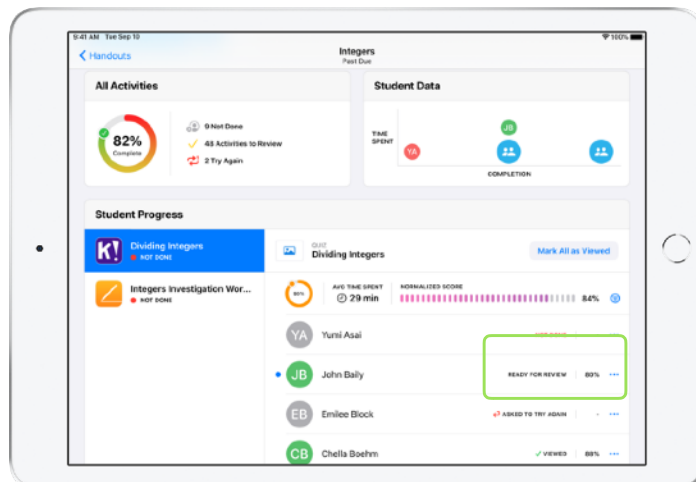 9:41 AM Tue Sep 10
100%
Handouts
Integers
Past Due
All Activities
82%
Complete
9 Not Done
48 Activities to Review
2 Try Again
Student Data
TIME SPENT
YA
JB
COMPLETION
Student Progress
K!
Dividing Integers
NOT DONE
Integers Investigation Wor...
NOT DONE
QUIZ
Dividing Integers
Mark All as Viewed
AVG TIME SPENT
29 min
NORMALIZED SCORE
84%
YA
Yumi Asai
JB
John Baily
READY FOR REVIEW
80%
EB
Emilee Block
ASKED TO TRY AGAIN
-
CB
Chella Boehm
VIEWED
88%